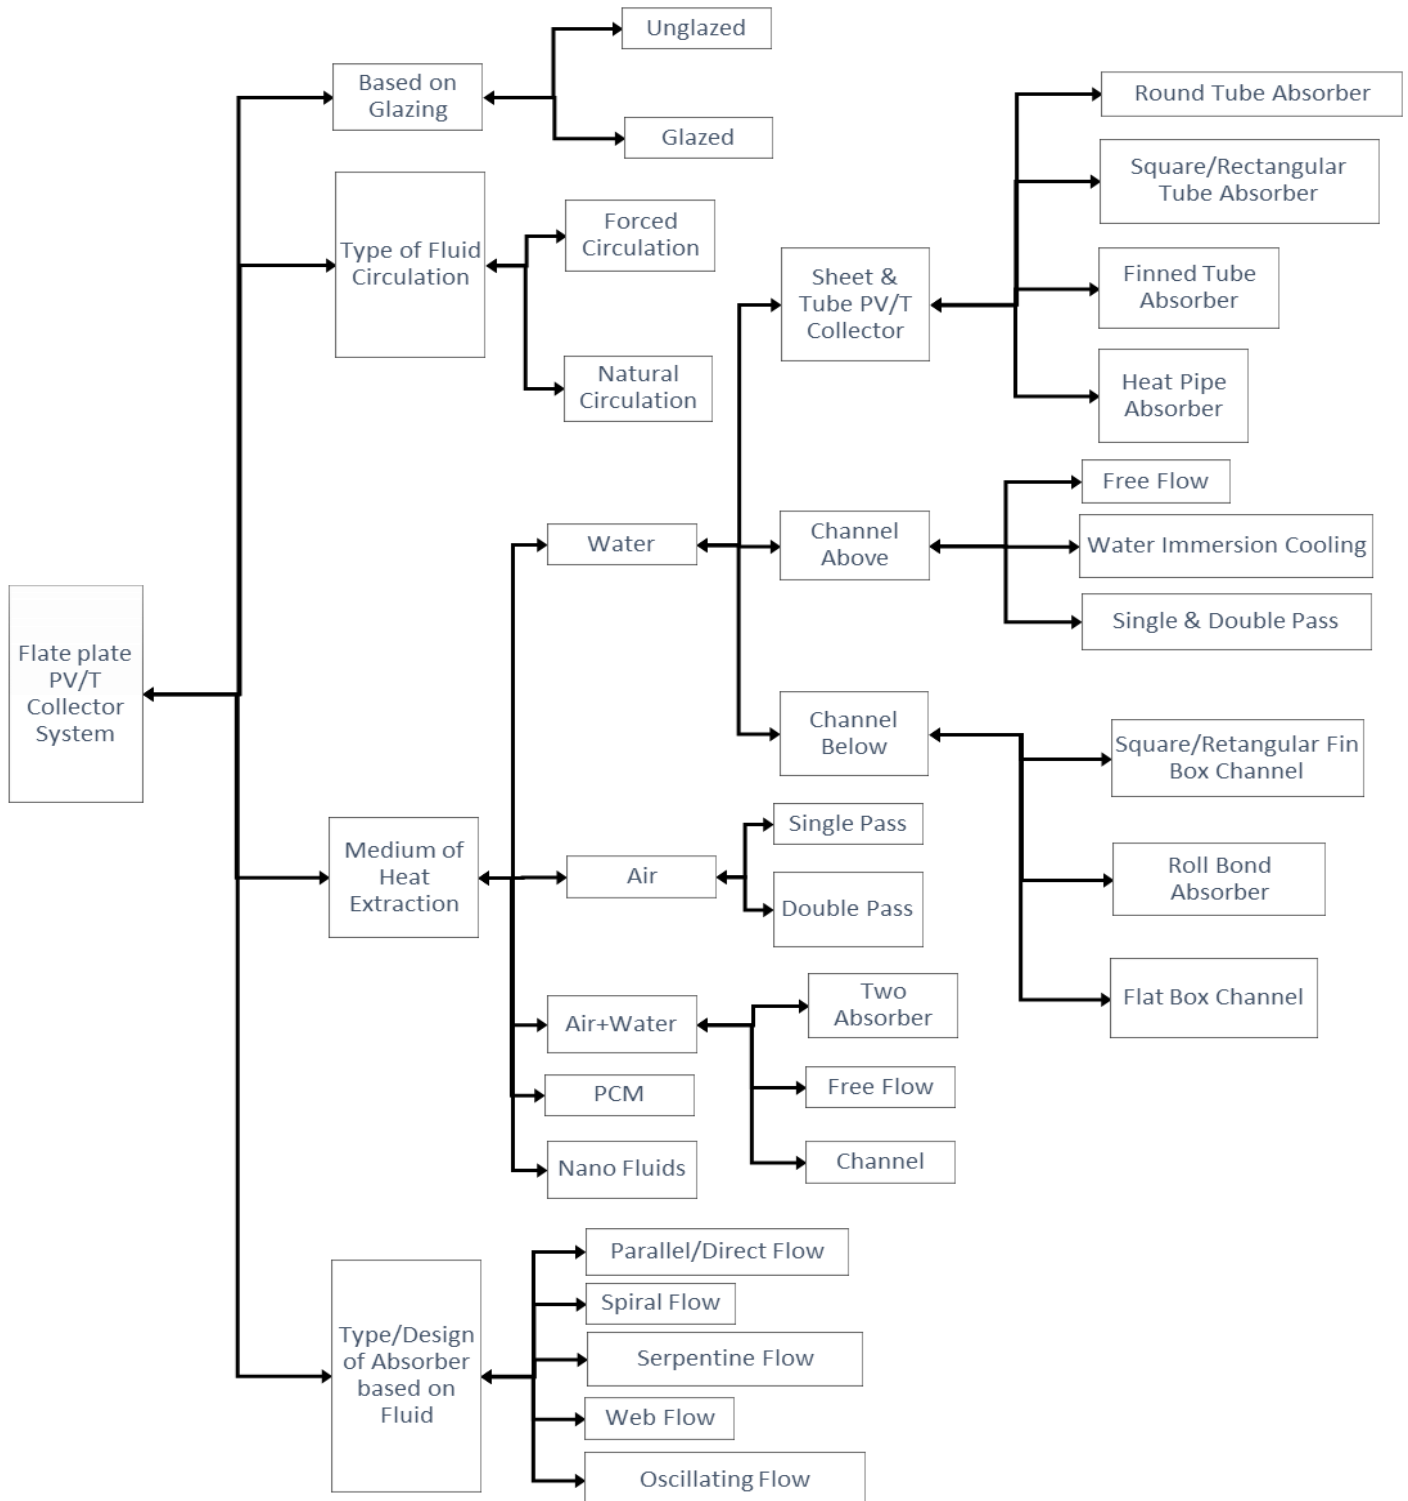 Unglazed
Based on
Glazing
Glazed
Round Tube Absorber
Square/Rectangular
Tube Absorber
Type of Fluid
Circulation
Forced
Circulation
Natural
Circulation
Sheet &
Tube PV/T
Collector
Finned Tube
Absorber
Heat Pipe
Absorber
Water
Channel
Above
Free Flow
Water Immersion Cooling
Single & Double Pass
Flate plate
PV/T
Collector
System
Channel
Below
Square/Retangular Fin
Box Channel
Roll Bond
Absorber
Flat Box Channel
Medium of
Heat
Extraction
Air
Single Pass
Double Pass
Air+Water
Two
Absorber
Free Flow
Channel
PCM
Nano Fluids
Type/Design
of Absorber
based on
Fluid
Parallel/Direct Flow
Spiral Flow
Serpentine Flow
Web Flow
Oscillating Flow